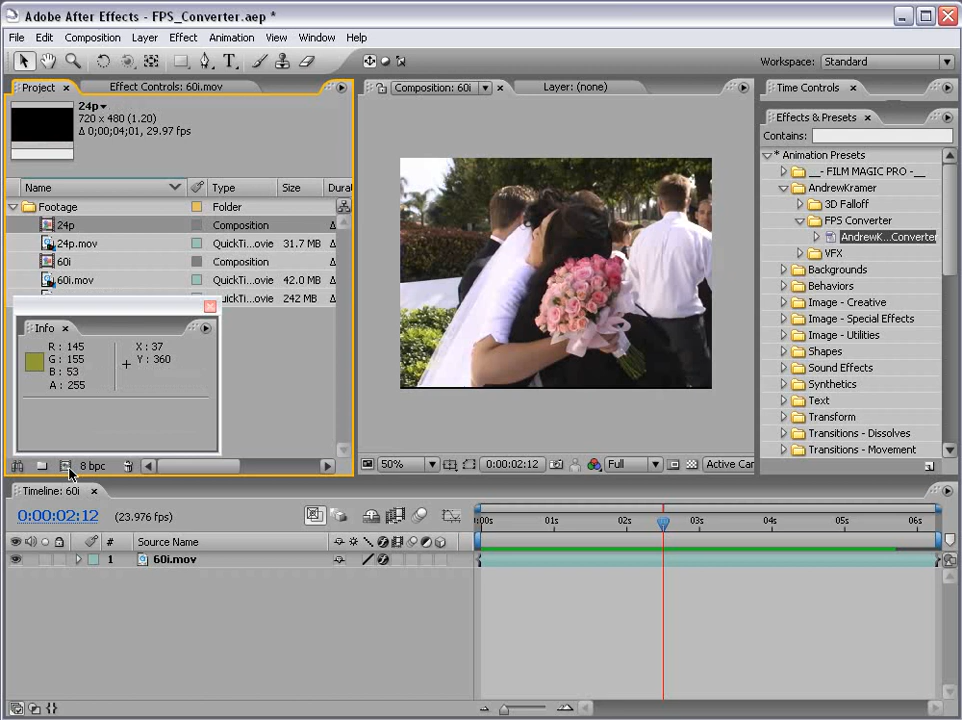 Adobe After Effects - FPS_Converter.aep *
File Edit Composition Layer Effect Animation View Window Help
Workspace: Standard
Project × Effect Controls: 60i.mov
24p
720 x 480 (1.20)
Δ 0;00;04;01, 29.97 fps
Name Type Size Dura
Footage Folder
24p Composition
24p.mov QuickTi...ovie 31.7 MB
60i Composition
60i.mov QuickTi...ovie 42.0 MB
uickTi...ovie 242 MB
Info ×
R : 145
G : 155
B : 53
A : 255
X : 37
Y : 360
8 bpc
Composition: 60i × Layer: (none)
50% 0:00:02:12 Full Active Car
Time Controls ×
Effects & Presets ×
Contains:
* Animation Presets
__- FILM MAGIC PRO -__
AndrewKramer
3D Falloff
FPS Converter
AndrewK...Converter
VFX
Backgrounds
Behaviors
Image - Creative
Image - Special Effects
Image - Utilities
Shapes
Sound Effects
Synthetics
Text
Transform
Transitions - Dissolves
Transitions - Movement
Timeline: 60i ×
0:00:02:12 (23.976 fps)
:00s 01s 02s 03s 04s 05s 06s
# Source Name
1 60i.mov